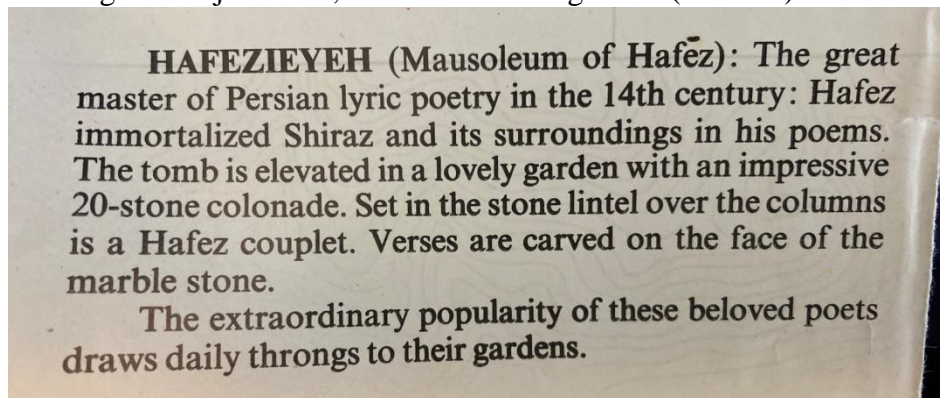 HAFEZIEYEH (Mausoleum of Hafēz): The great
master of Persian lyric poetry in the 14th century: Hafez
immortalized Shiraz and its surroundings in his poems.
The tomb is elevated in a lovely garden with an impressive
20-stone colonade. Set in the stone lintel over the columns
is a Hafez couplet. Verses are carved on the face of the
marble stone.
The extraordinary popularity of these beloved poets
draws daily throngs to their gardens.